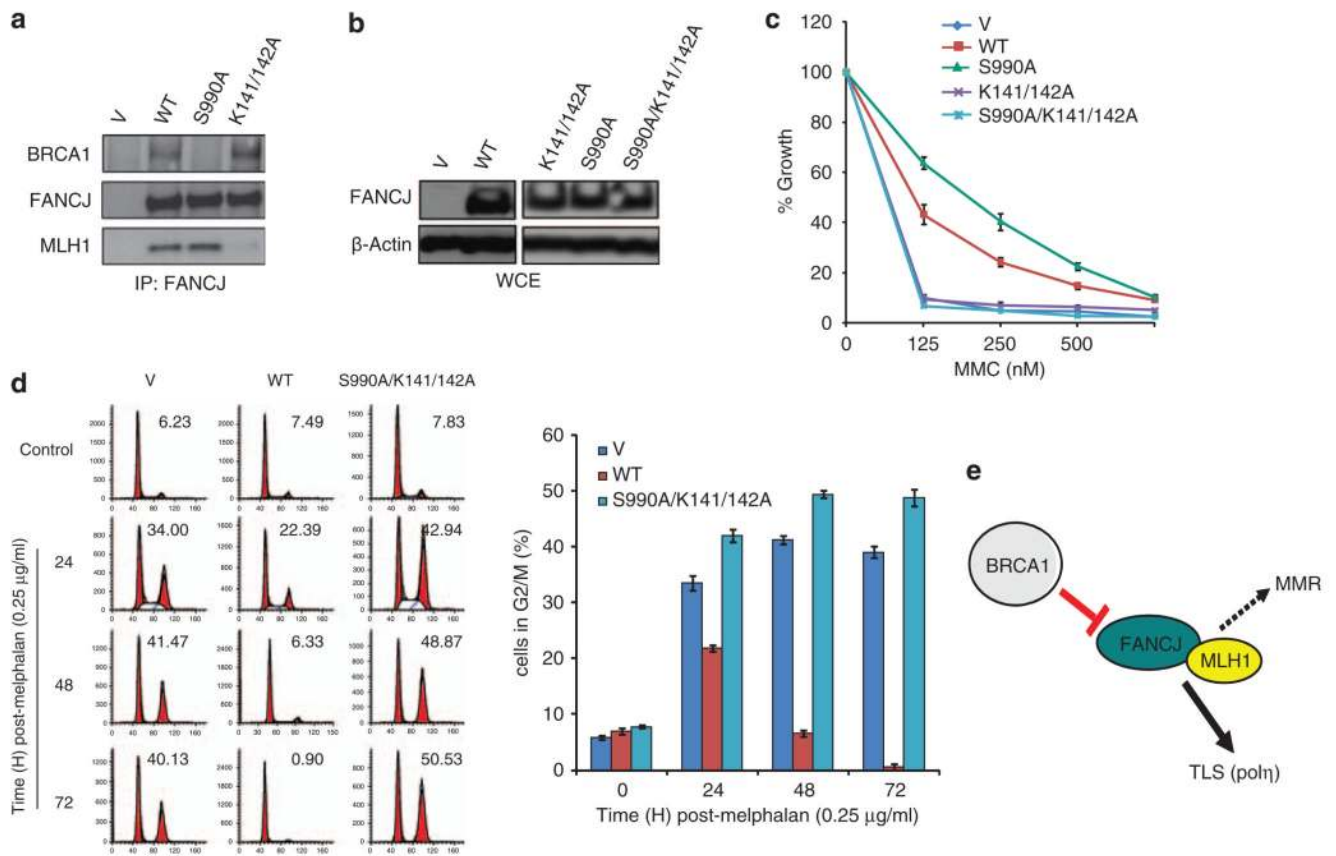 a
V
WT
S990A
K141/142A
BRCA1
FANCJ
MLH1
IP: FANCJ
b
V
WT
K141/142A
S990A
S990A/K141/142A
FANCJ
β-Actin
WCE
c
V
WT
S990A
K141/142A
S990A/K141/142A
% Growth
100
80
60
40
20
0
0 125 250 500
MMC (nM)
d
V WT S990A/K141/142A
Control
6.23 7.49 7.83
24
34.00 22.39 42.94
48
41.47 6.33 48.87
72
40.13 0.90 50.53
Time (H) post-melphalan (0.25 µg/ml)
V
WT
S990A/K141/142A
cells in G2/M (%)
60
50
40
30
20
10
0
0 24 48 72
Time (H) post-melphalan (0.25 µg/ml)
e
BRCA1
MMR
FANCJ
MLH1
TLS (polη)